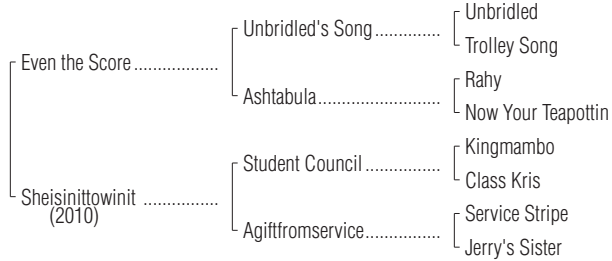 Unbridled
Unbridled's Song ..............
Trolley Song
Even the Score ..................
Rahy
Ashtabula..........................
Now Your Teapottin
Kingmambo
Student Council ................
Class Kris
Sheisinittowinit ................
(2010)
Service Stripe
Agiftfromservice.................
Jerry's Sister